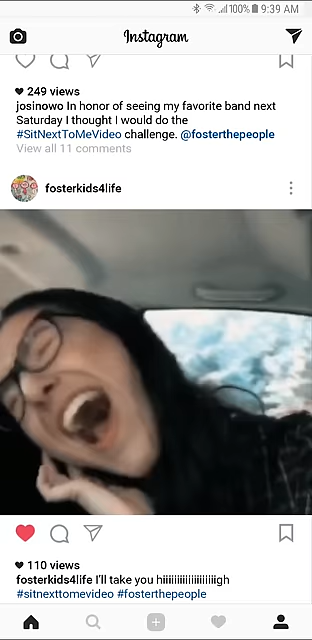 100% 9:39 AM
Instagram
249 views
josinowo In honor of seeing my favorite band next
Saturday I thought I would do the
#SitNextToMeVideo challenge. @fosterthepeople
View all 11 comments
fosterkids4life
110 views
fosterkids4life I'll take you hiiiiiiiiiiiiiiiiiiigh
#sitnexttomevideo #fosterthepeople